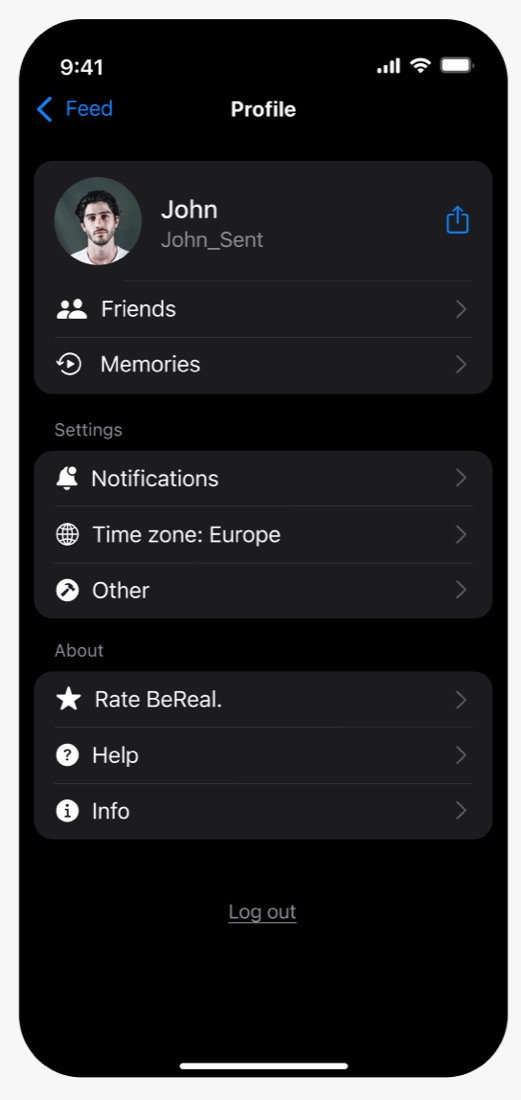 9:41
Feed
Profile
John
John_Sent
Friends
Memories
Settings
Notifications
Time zone: Europe
Other
About
Rate BeReal.
Help
Info
Log out